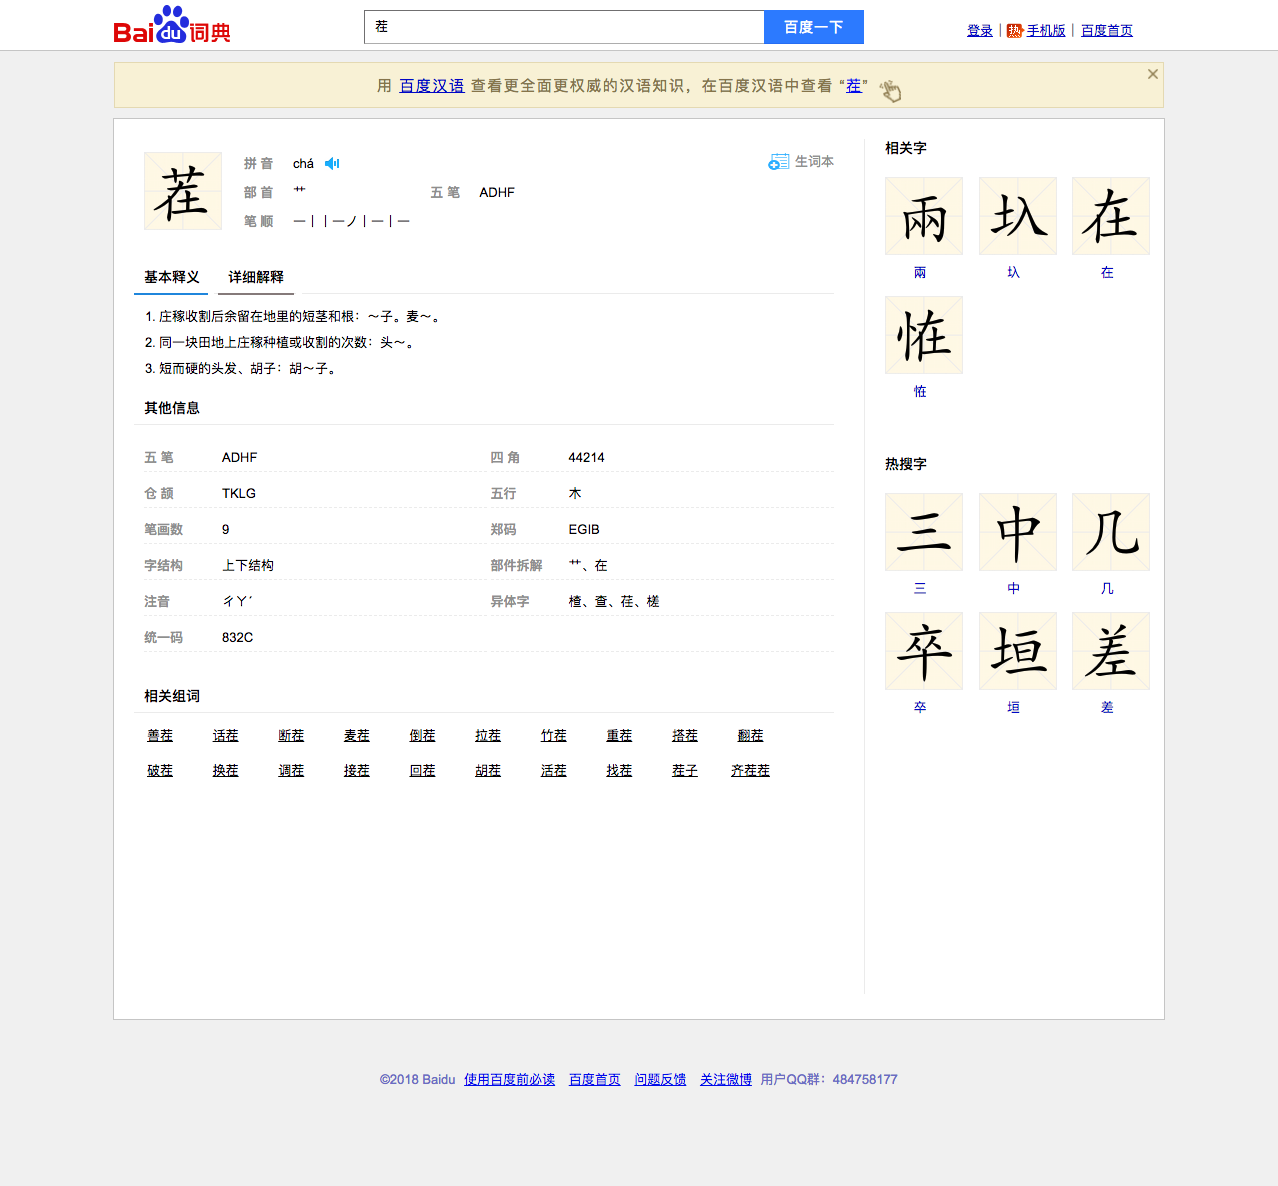 Bai du 词典
茬
百度一下
登录 | 热 手机版 | 百度首页
用 百度汉语 查看更全面更权威的汉语知识，在百度汉语中查看 “茬”
茬
拼 音 chá
生词本
部 首 艹 五 笔 ADHF
笔 顺 一丨丨一ノ丨一丨一
基本释义 详细解释
1. 庄稼收割后余留在地里的短茎和根：～子。麦～。
2. 同一块田地上庄稼种植或收割的次数：头～。
3. 短而硬的头发、胡子：胡～子。
其他信息
五 笔 ADHF 四 角 44214
仓 颉 TKLG 五行 木
笔画数 9 郑码 EGIB
字结构 上下结构 部件拆解 艹、在
注音 ㄔㄚˊ 异体字 楂、查、荏、槎
统一码 832C
相关组词
善茬 话茬 断茬 麦茬 倒茬 拉茬 竹茬 重茬 搭茬 翻茬
破茬 换茬 调茬 接茬 回茬 胡茬 活茬 找茬 茬子 齐茬茬
相关字
兩 圦 在
兩 圦 在
恠
恠
热搜字
三 中 几
三 中 几
卒 垣 差
卒 垣 差
©2018 Baidu 使用百度前必读 百度首页 问题反馈 关注微博 用户QQ群：484758177